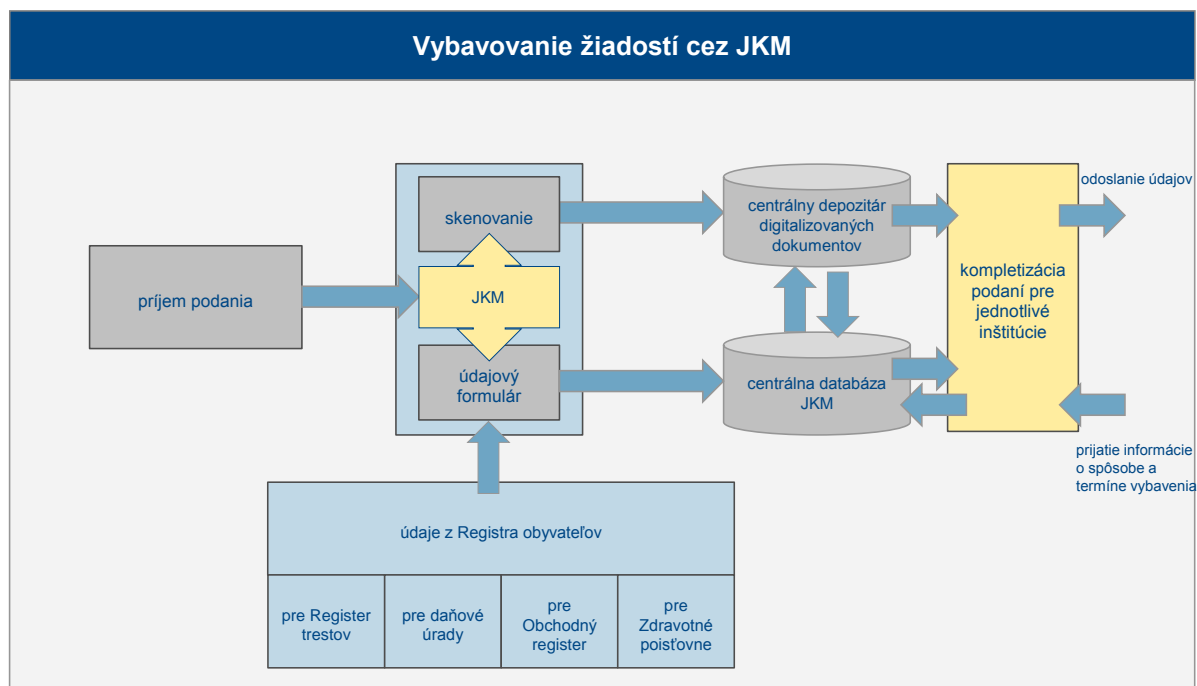 Vybavovanie žiadostí cez JKM
príjem podania
skenovanie
JKM
údajový
formulár
centrálny depozitár
digitalizovaných
dokumentov
centrálna databáza
JKM
kompletizácia
podaní pre
jednotlivé
inštitúcie
odoslanie údajov
prijatie informácie
o spôsobe a
termíne vybavenia
údaje z Registra obyvateľov
pre Register
trestov
pre daňové
úrady
pre
Obchodný
register
pre
Zdravotné
poisťovne